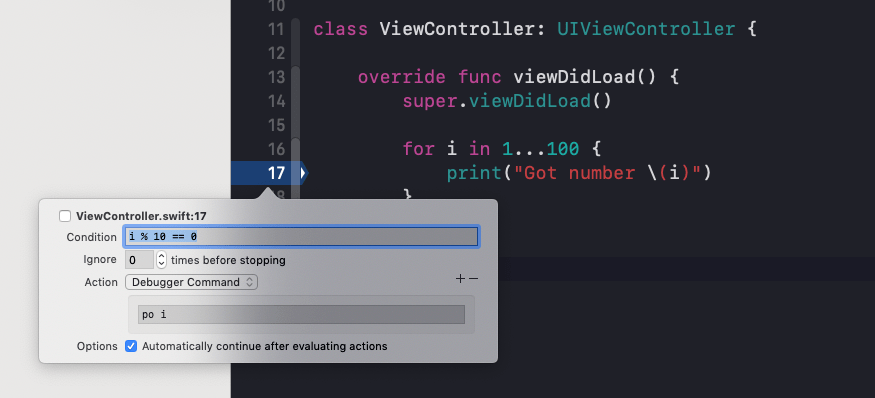 10
11 class ViewController: UIViewController {
12
13 override func viewDidLoad() {
14 super.viewDidLoad()
15
16 for i in 1...100 {
17 print("Got number \(i)")
8 }
ViewController.swift:17
Condition i % 10 == 0
Ignore 0 times before stopping
Action Debugger Command + −
po i
Options Automatically continue after evaluating actions